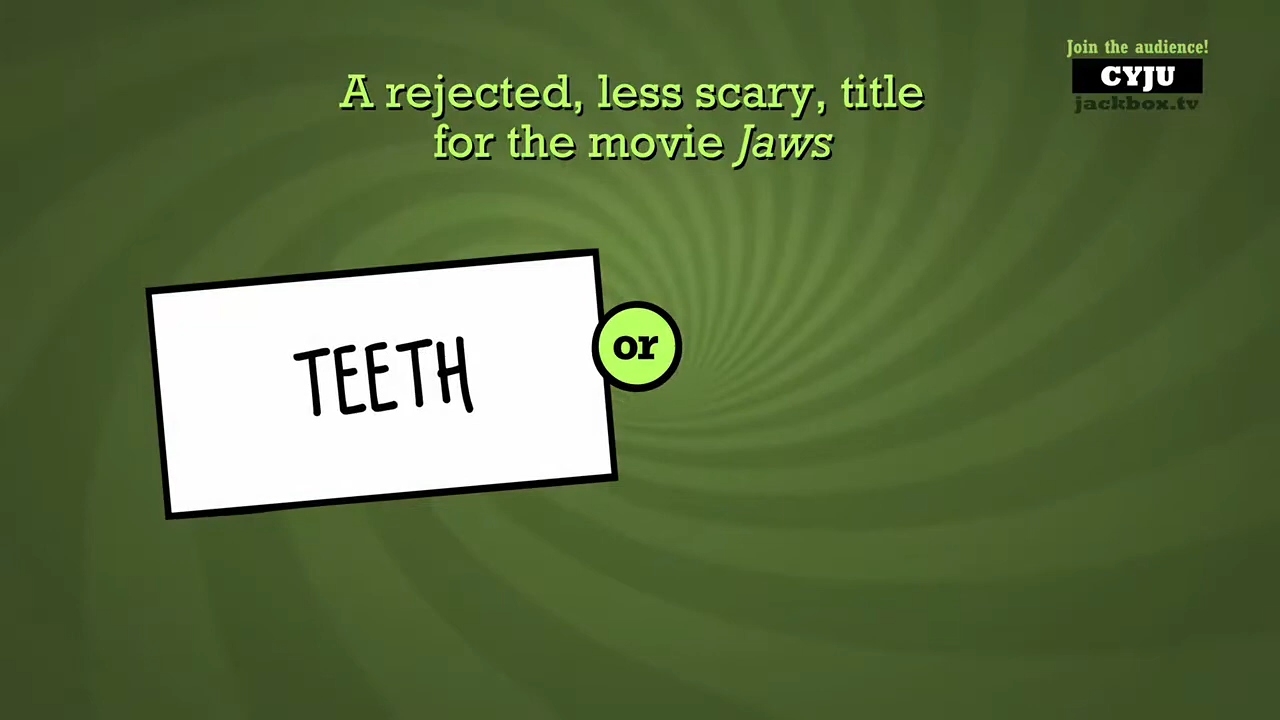 Join the audience!
CYJU
jackbox.tv
A rejected, less scary, title
for the movie Jaws
TEETH
or